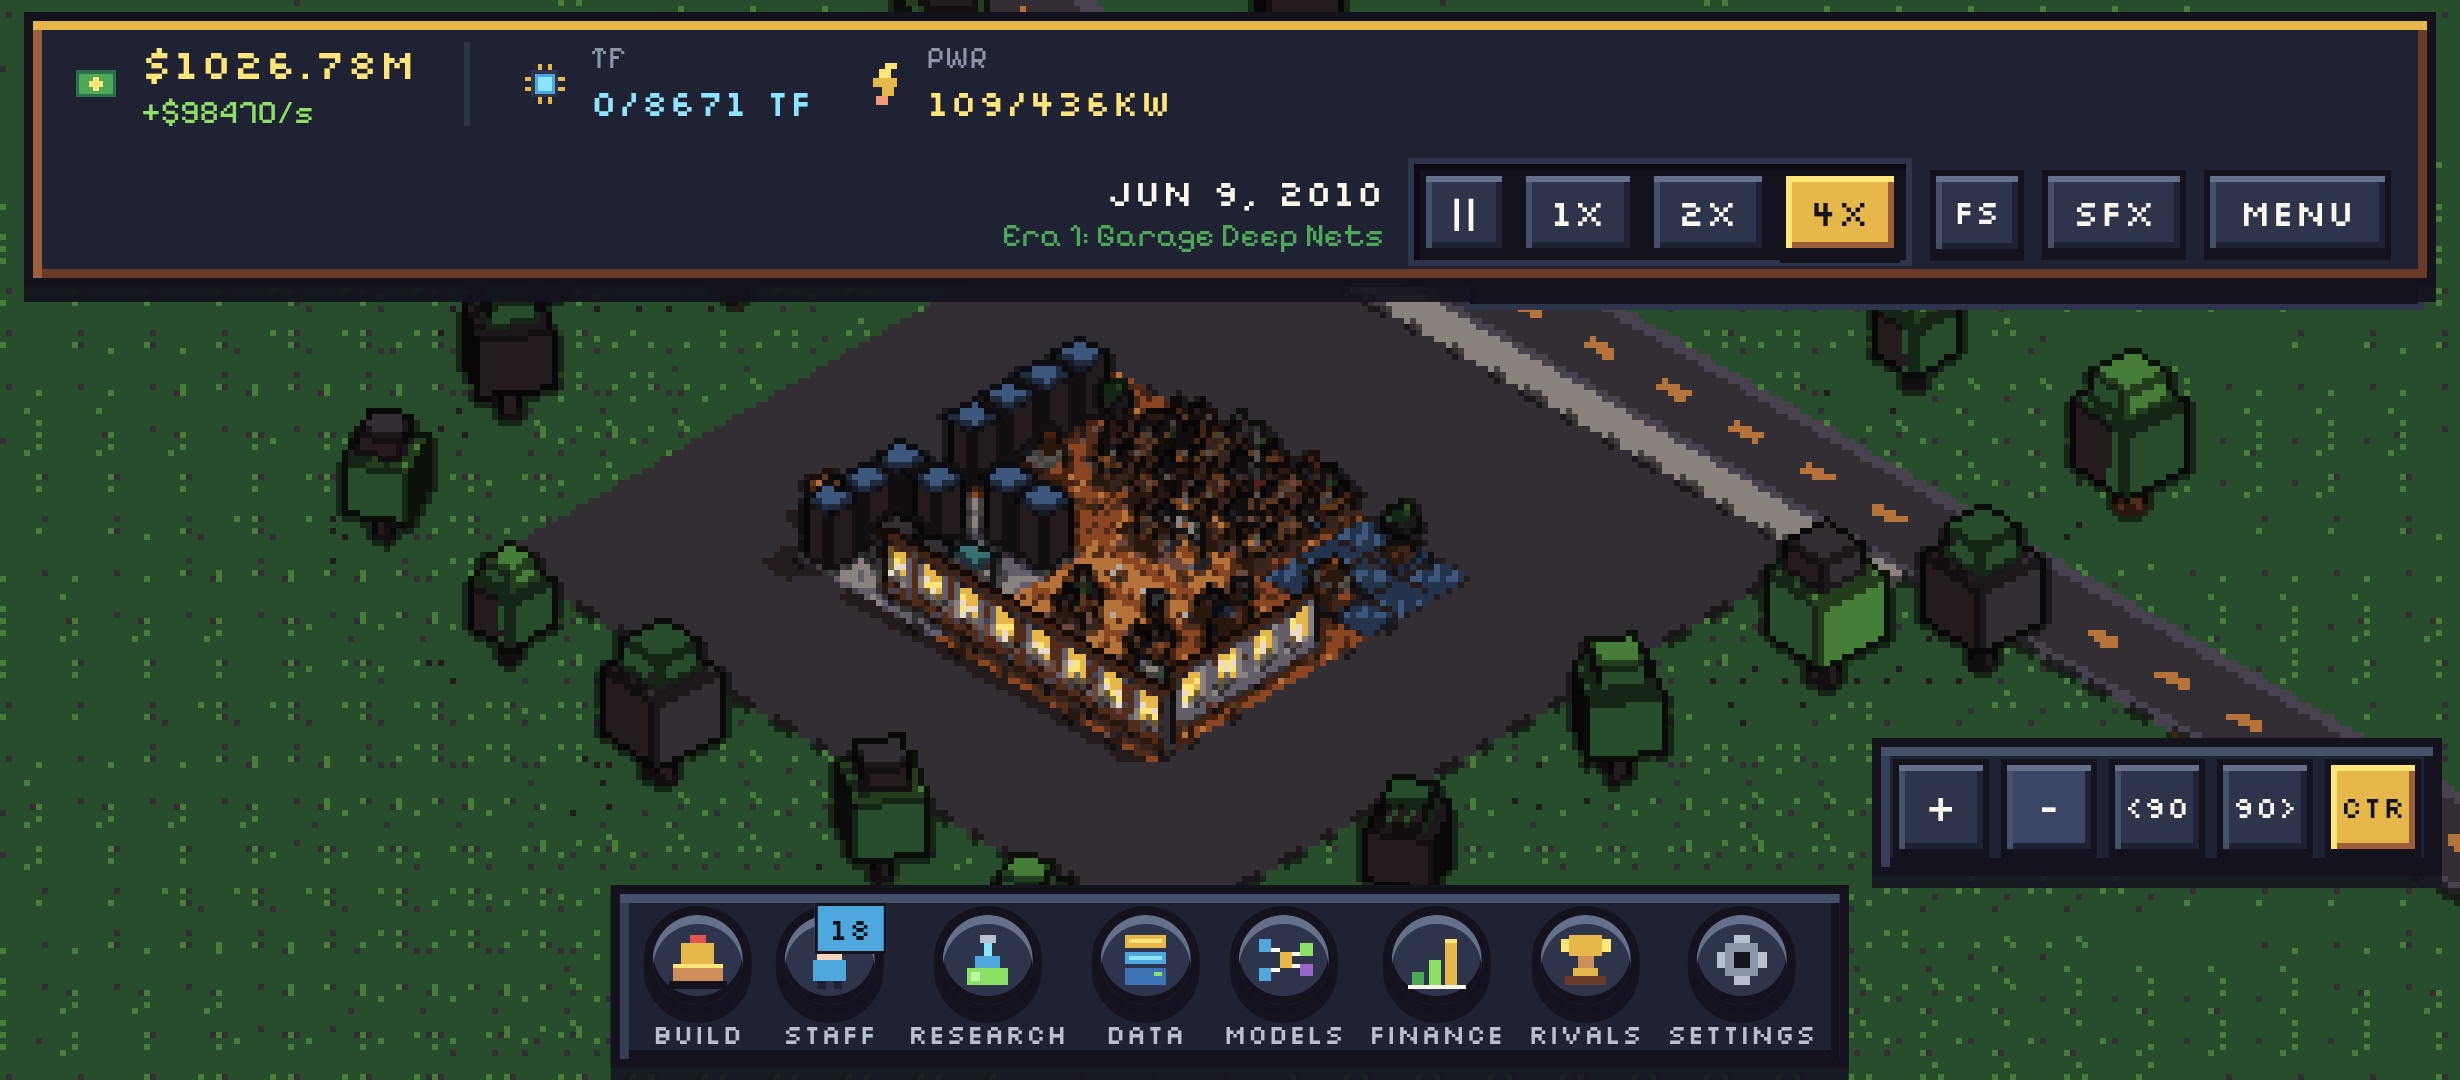 $1026.78M
+$98470/s
TF
0/8671 TF
PWR
109/436KW
JUN 9, 2010
Era 1: Garage Deep Nets
||
1X
2X
4X
FS
SFX
MENU
+
-
<90
90>
CTR
18
BUILD
STAFF
RESEARCH
DATA
MODELS
FINANCE
RIVALS
SETTINGS